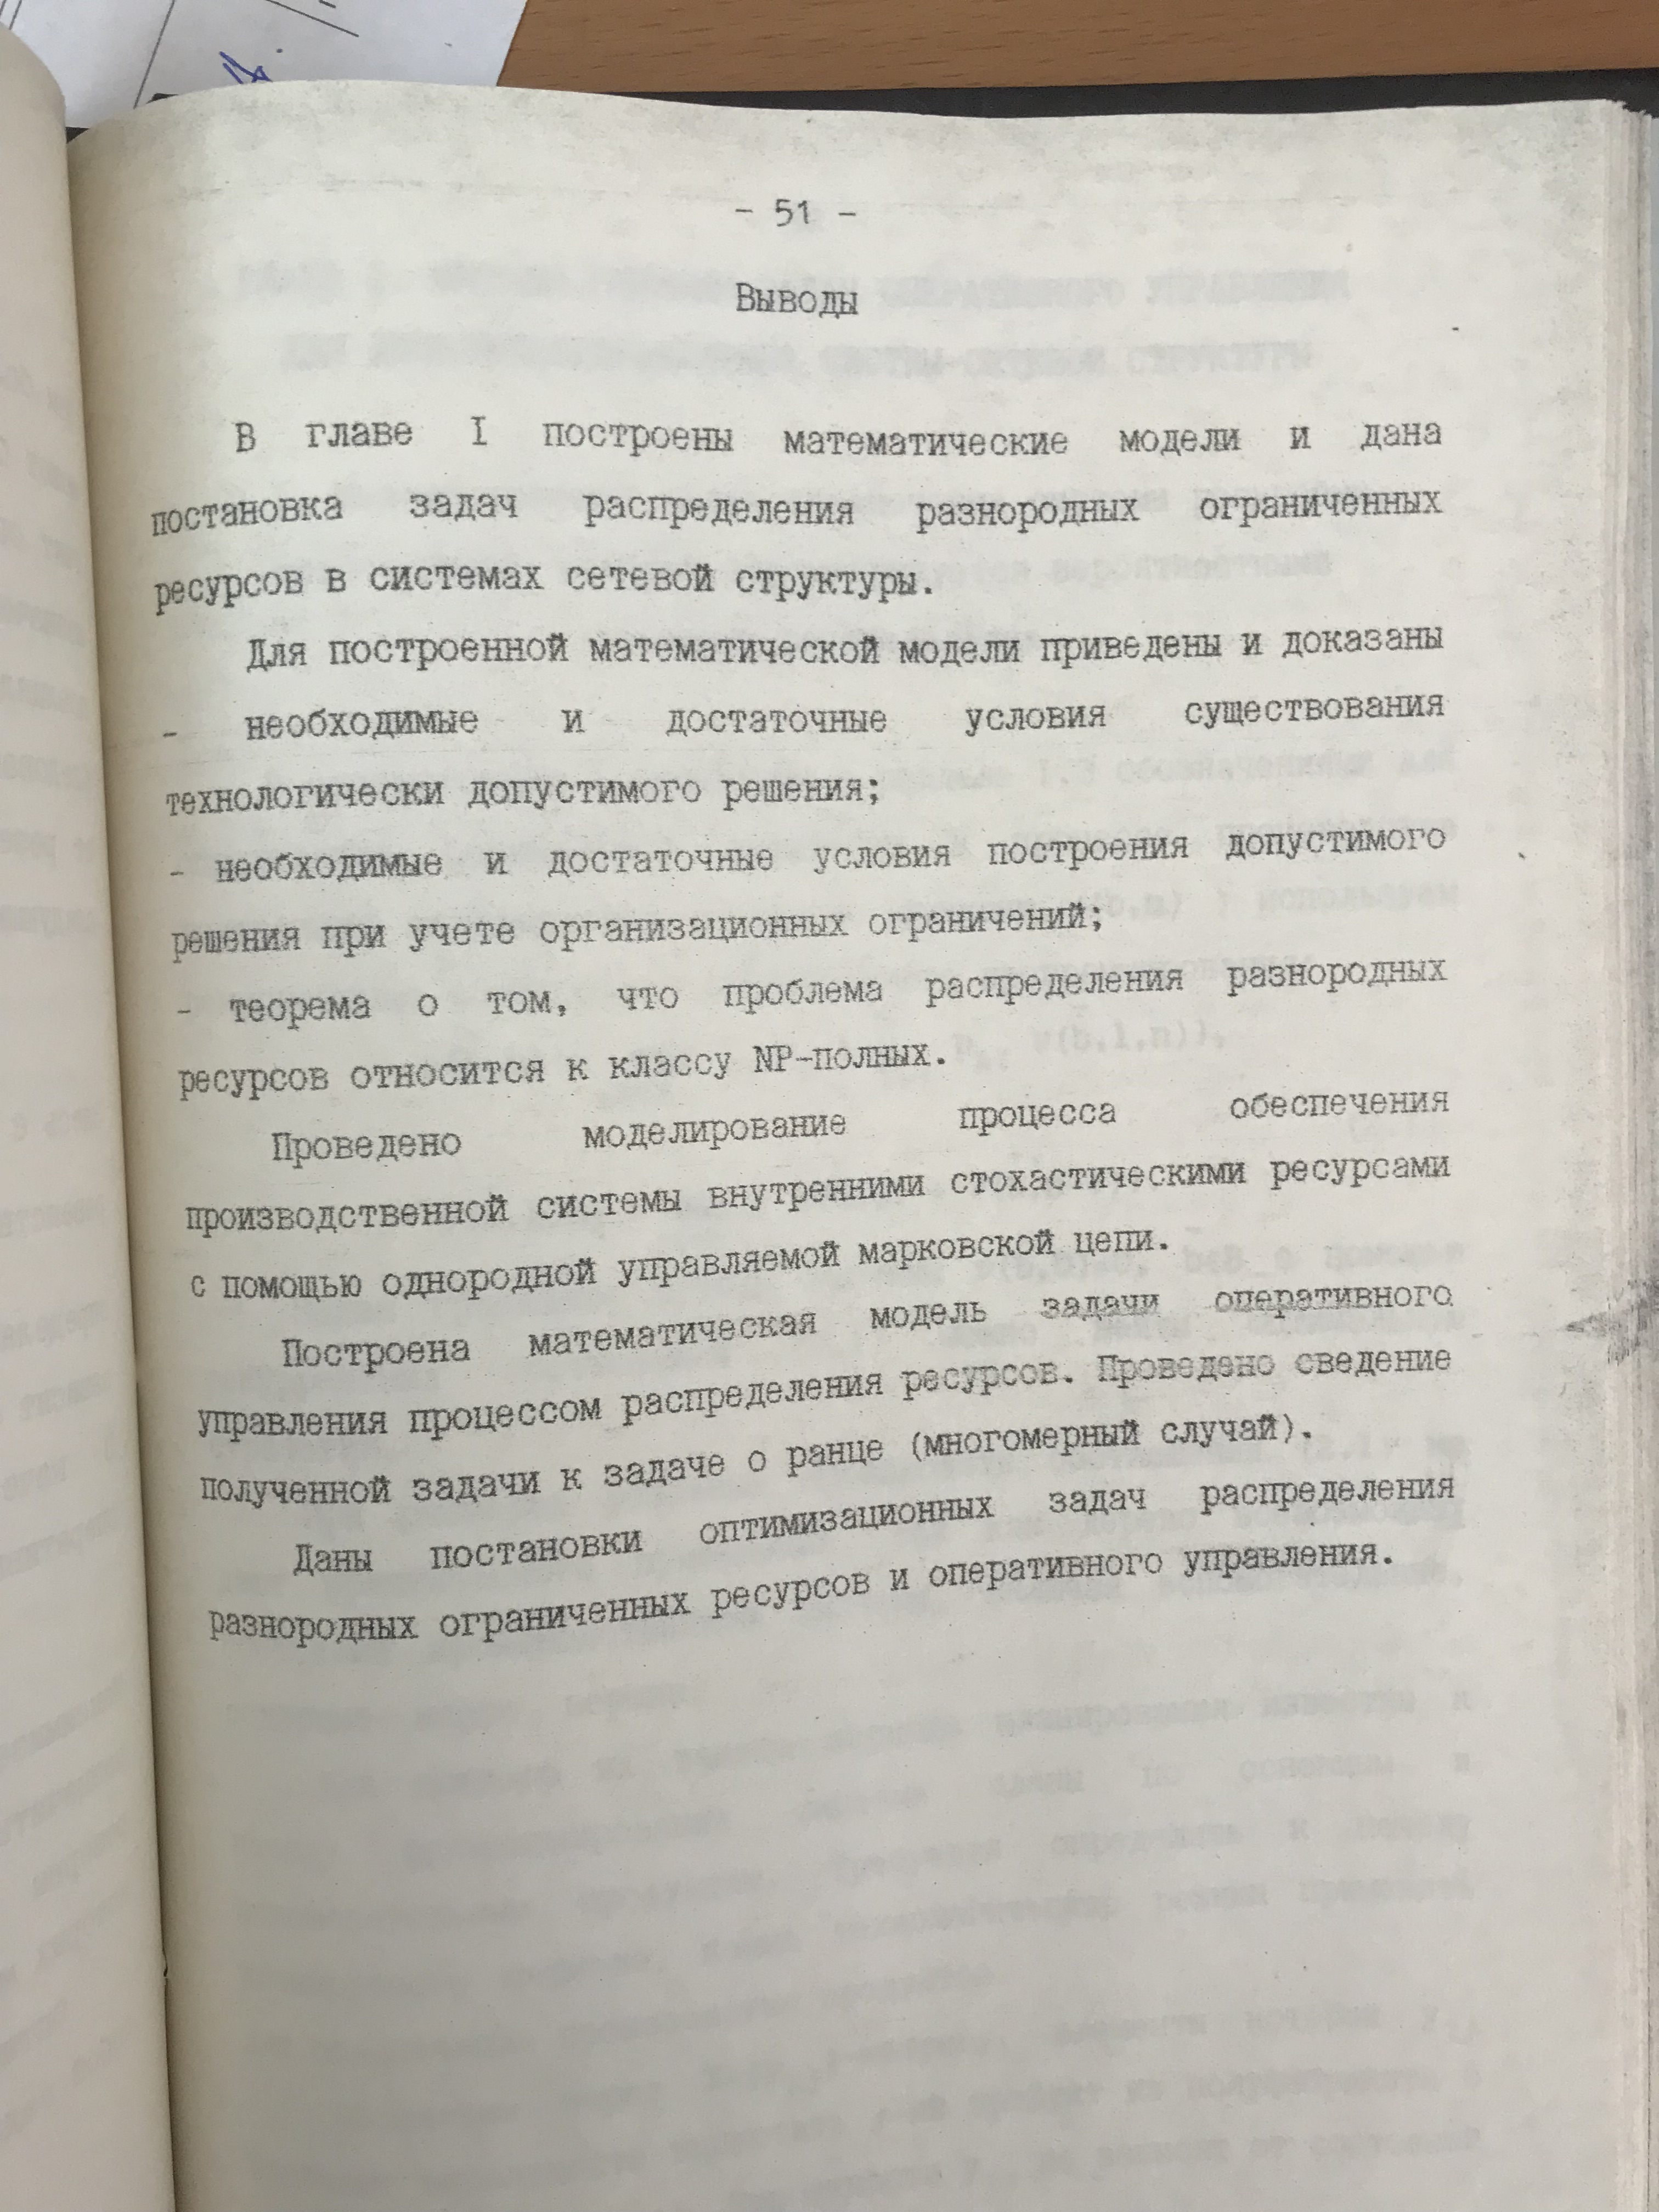 - 51 -
Выводы
В главе I построены математические модели и дана
постановка задач распределения разнородных ограниченных
ресурсов в системах сетевой структуры.
Для построенной математической модели приведены и доказаны
- необходимые и достаточные условия существования
технологически допустимого решения;
- необходимые и достаточные условия построения допустимого
решения при учете организационных ограничений;
- теорема о том, что проблема распределения разнородных
ресурсов относится к классу NP-полных.
Проведено моделирование процесса обеспечения
производственной системы внутренними стохастическими ресурсами
с помощью однородной управляемой марковской цепи.
Построена математическая модель задачи оперативного
управления процессом распределения ресурсов. Проведено сведение
полученной задачи к задаче о ранце (многомерный случай).
Даны постановки оптимизационных задач распределения
разнородных ограниченных ресурсов и оперативного управления.